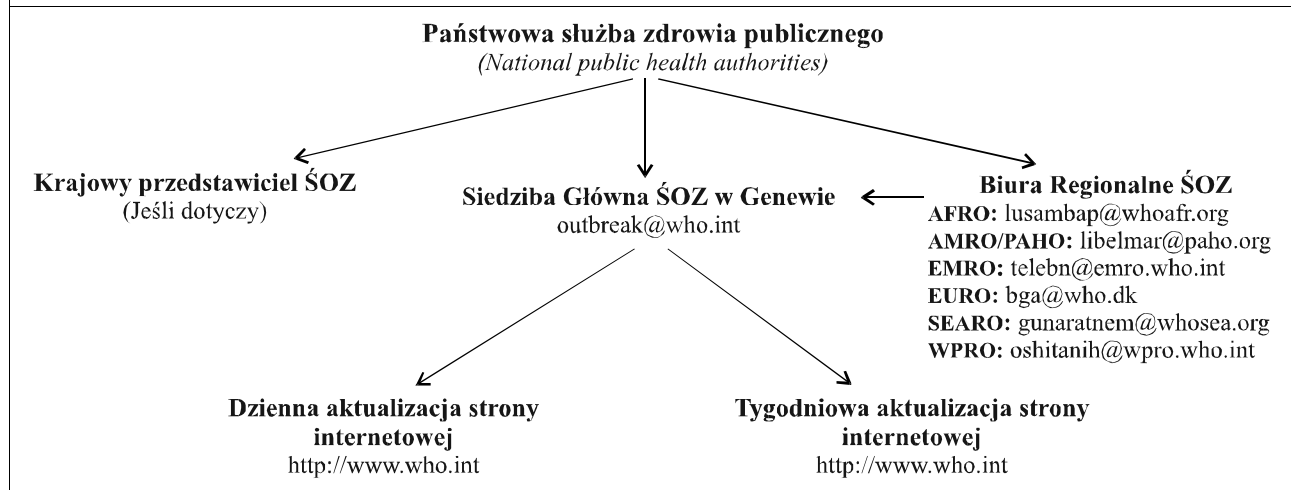 Państwowa służba zdrowia publicznego
(National public health authorities)
Krajowy przedstawiciel ŚOZ
(Jeśli dotyczy)
Siedziba Główna ŚOZ w Genewie
outbreak@who.int
Biura Regionalne ŚOZ
AFRO: lusambap@whoafr.org
AMRO/PAHO: libelmar@paho.org
EMRO: telebn@emro.who.int
EURO: bga@who.dk
SEARO: gunaratnem@whosea.org
WPRO: oshitanih@wpro.who.int
Dzienna aktualizacja strony
internetowej
http://www.who.int
Tygodniowa aktualizacja strony
internetowej
http://www.who.int